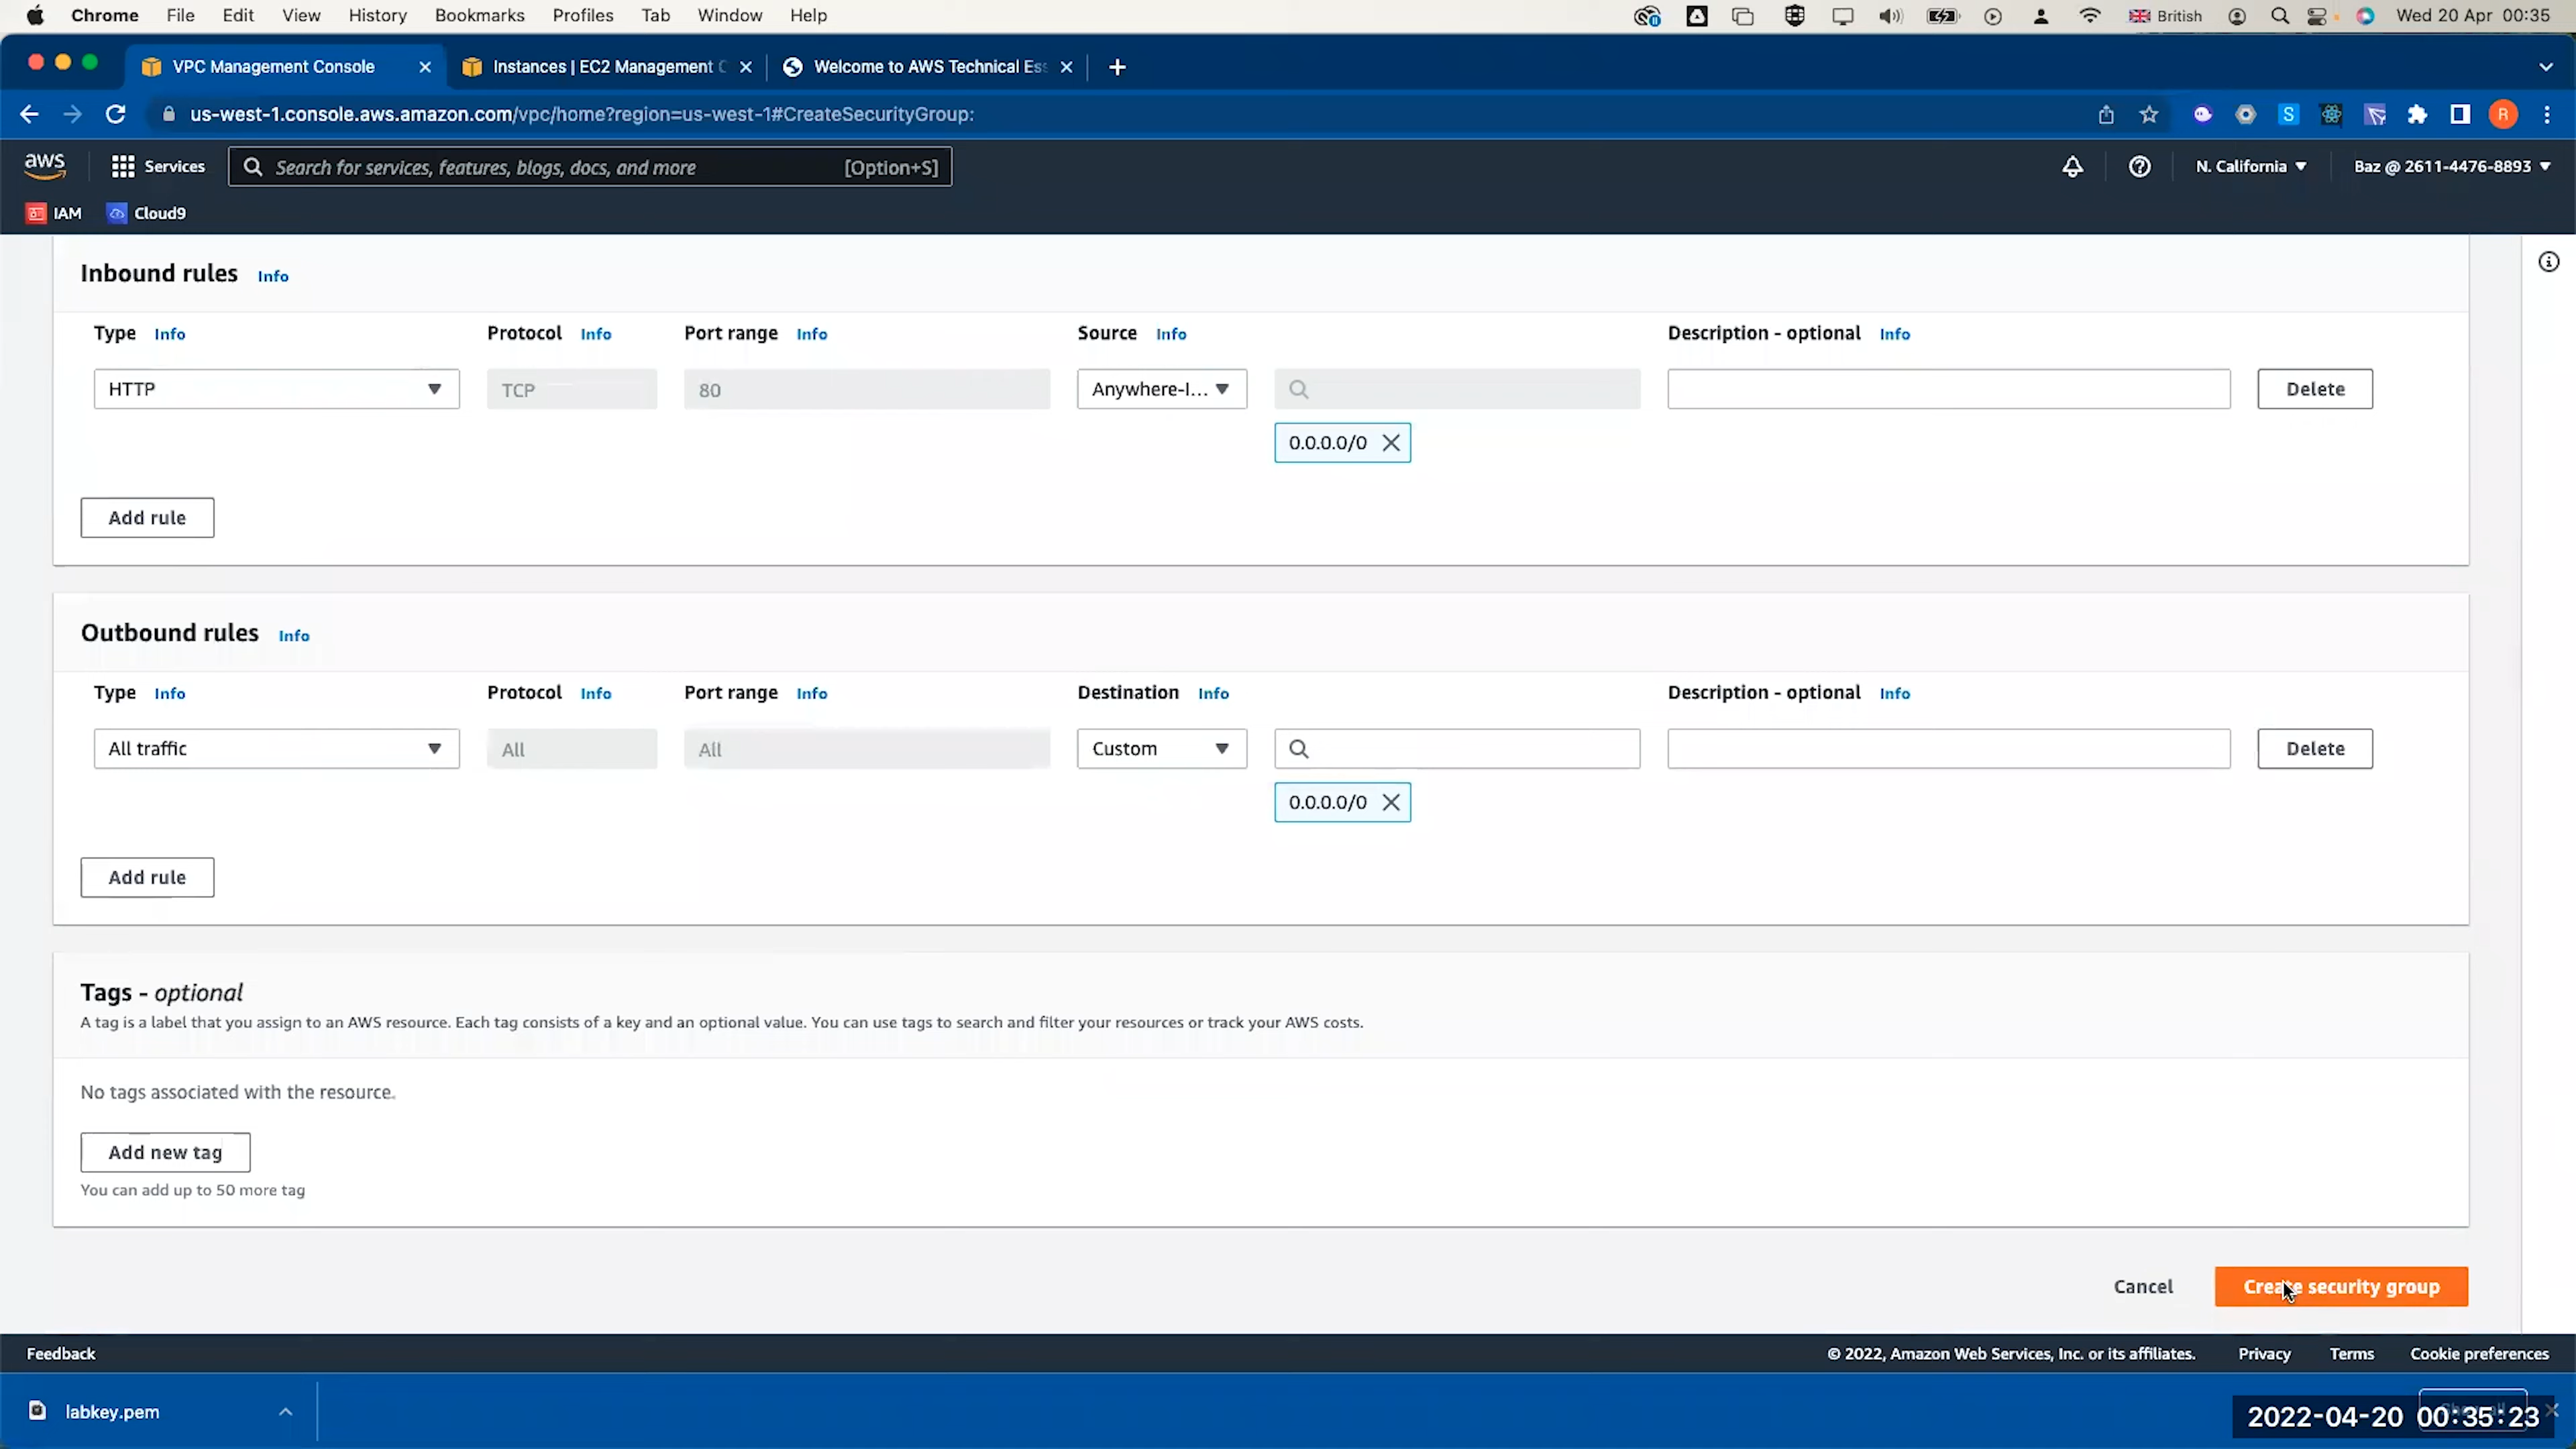 Chrome File Edit View History Bookmarks Profiles Tab Window Help British Wed 20 Apr 00:35
VPC Management Console Instances | EC2 Management C Welcome to AWS Technical Es
us-west-1.console.aws.amazon.com/vpc/home?region=us-west-1#CreateSecurityGroup: S R
aws Services Search for services, features, blogs, docs, and more [Option+S] N. California Baz @ 2611-4476-8893
IAM Cloud9
Inbound rules Info
Type Info Protocol Info Port range Info Source Info Description - optional Info
HTTP TCP 80 Anywhere-I... Delete
0.0.0.0/0
Add rule
Outbound rules Info
Type Info Protocol Info Port range Info Destination Info Description - optional Info
All traffic All All Custom Delete
0.0.0.0/0
Add rule
Tags - optional
A tag is a label that you assign to an AWS resource. Each tag consists of a key and an optional value. You can use tags to search and filter your resources or track your AWS costs.
No tags associated with the resource.
Add new tag
You can add up to 50 more tag
Cancel Create security group
Feedback © 2022, Amazon Web Services, Inc. or its affiliates. Privacy Terms Cookie preferences
labkey.pem 2022-04-20 00:35:23